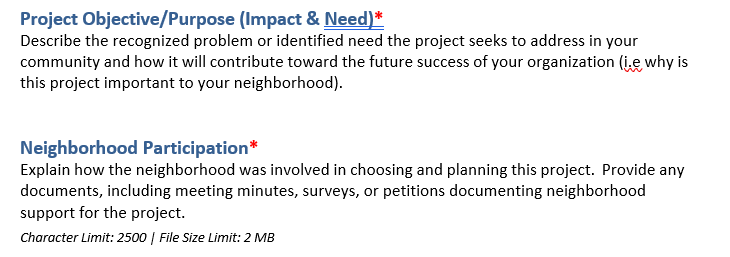 Project Objective/Purpose (Impact & Need)*
Describe the recognized problem or identified need the project seeks to address in your
community and how it will contribute toward the future success of your organization (i.e why is
this project important to your neighborhood).
Neighborhood Participation*
Explain how the neighborhood was involved in choosing and planning this project.  Provide any
documents, including meeting minutes, surveys, or petitions documenting neighborhood
support for the project.
Character Limit: 2500 | File Size Limit: 2 MB